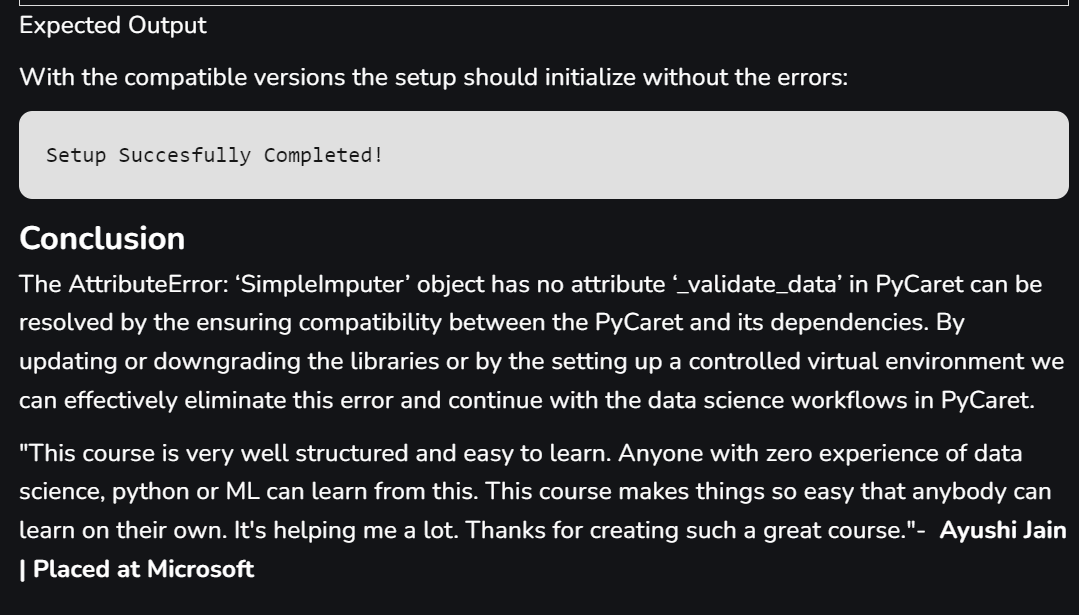 Expected Output
With the compatible versions the setup should initialize without the errors:
Setup Succesfully Completed!
Conclusion
The AttributeError: ‘SimpleImputer’ object has no attribute ‘_validate_data’ in PyCaret can be
resolved by the ensuring compatibility between the PyCaret and its dependencies. By
updating or downgrading the libraries or by the setting up a controlled virtual environment we
can effectively eliminate this error and continue with the data science workflows in PyCaret.
"This course is very well structured and easy to learn. Anyone with zero experience of data
science, python or ML can learn from this. This course makes things so easy that anybody can
learn on their own. It's helping me a lot. Thanks for creating such a great course."- Ayushi Jain
| Placed at Microsoft